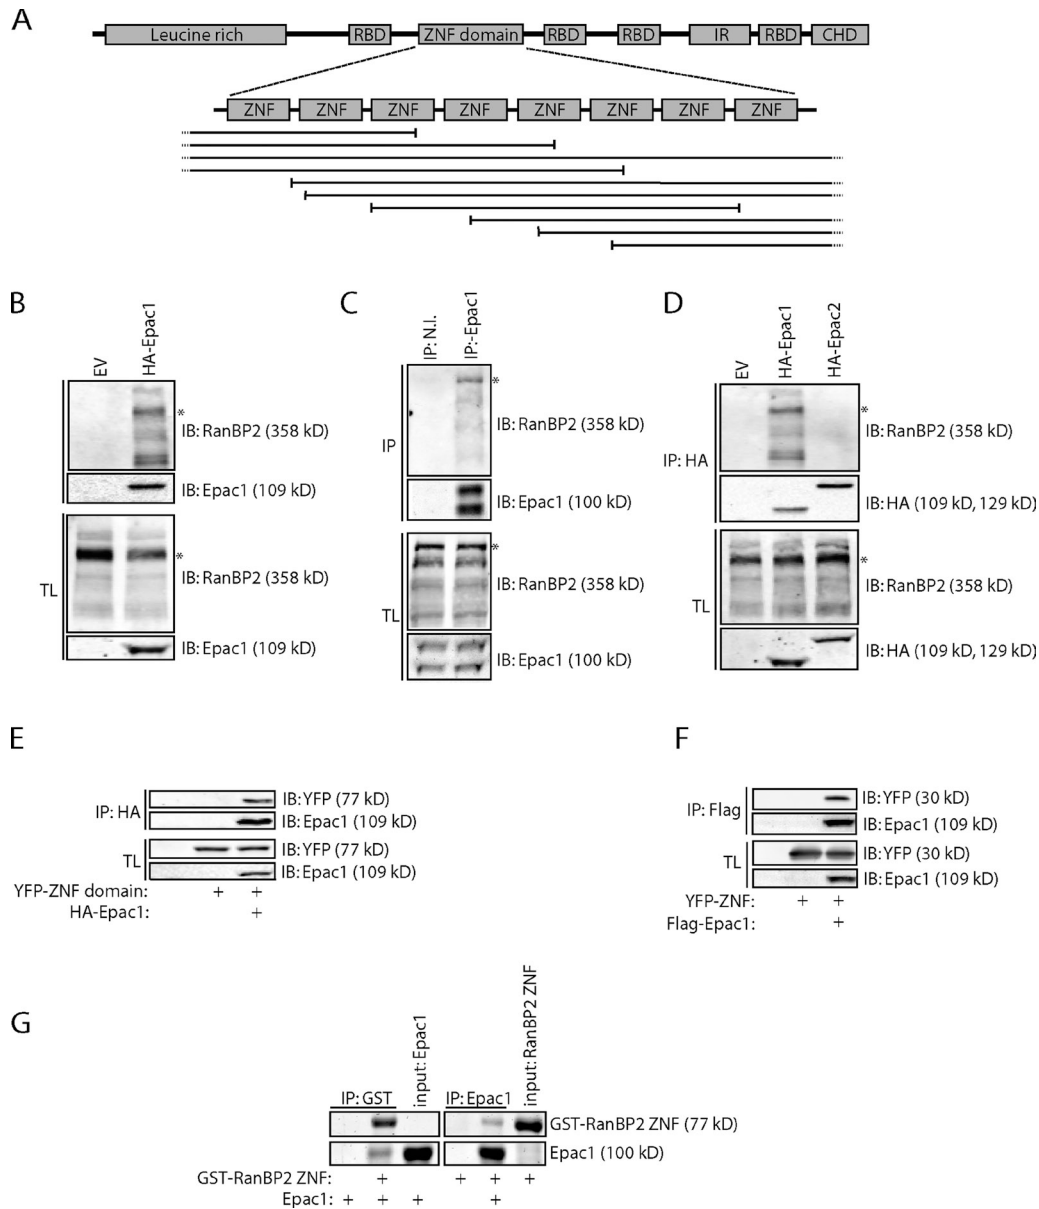 A
Leucine rich RBD ZNF domain RBD RBD IR RBD CHD
ZNF ZNF ZNF ZNF ZNF ZNF ZNF ZNF
B
EV
HA-Epac1
*
IB: RanBP2 (358 kD)
IB: Epac1 (109 kD)
TL
*
IB: RanBP2 (358 kD)
IB: Epac1 (109 kD)
C
IP: N.I.
IP:-Epac1
IP
*
IB: RanBP2 (358 kD)
IB: Epac1 (100 kD)
TL
*
IB: RanBP2 (358 kD)
IB: Epac1 (100 kD)
D
EV
HA-Epac1
HA-Epac2
IP: HA
*
IB: RanBP2 (358 kD)
IB: HA (109 kD, 129 kD)
TL
*
IB: RanBP2 (358 kD)
IB: HA (109 kD, 129 kD)
E
IP: HA
IB: YFP (77 kD)
IB: Epac1 (109 kD)
TL
IB: YFP (77 kD)
IB: Epac1 (109 kD)
YFP-ZNF domain: + +
HA-Epac1: +
F
IP: Flag
IB: YFP (30 kD)
IB: Epac1 (109 kD)
TL
IB: YFP (30 kD)
IB: Epac1 (109 kD)
YFP-ZNF: + +
Flag-Epac1: +
G
IP: GST
input: Epac1
IP: Epac1
input: RanBP2 ZNF
GST-RanBP2 ZNF (77 kD)
Epac1 (100 kD)
GST-RanBP2 ZNF: + + + +
Epac1: + + + +